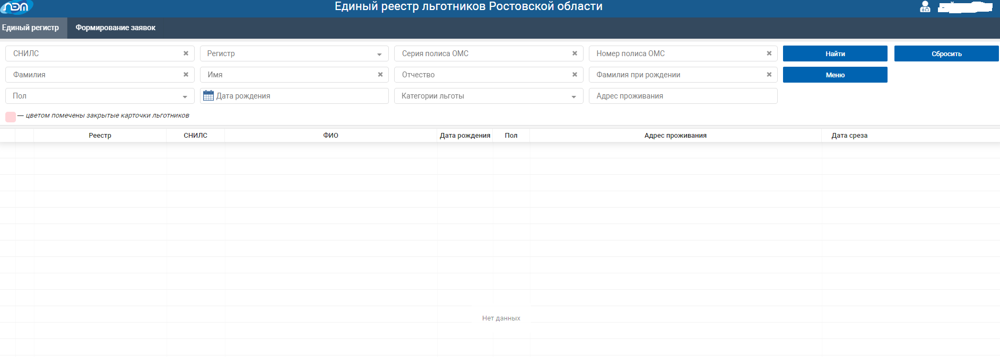 Единый реестр льготников Ростовской области
Единый регистр Формирование заявок
СНИЛС Регистр Серия полиса ОМС Номер полиса ОМС Найти Сбросить
Фамилия Имя Отчество Фамилия при рождении Меню
Пол Дата рождения Категории льготы Адрес проживания
— цветом помечены закрытые карточки льготников
Реестр СНИЛС ФИО Дата рождения Пол Адрес проживания Дата среза
Нет данных